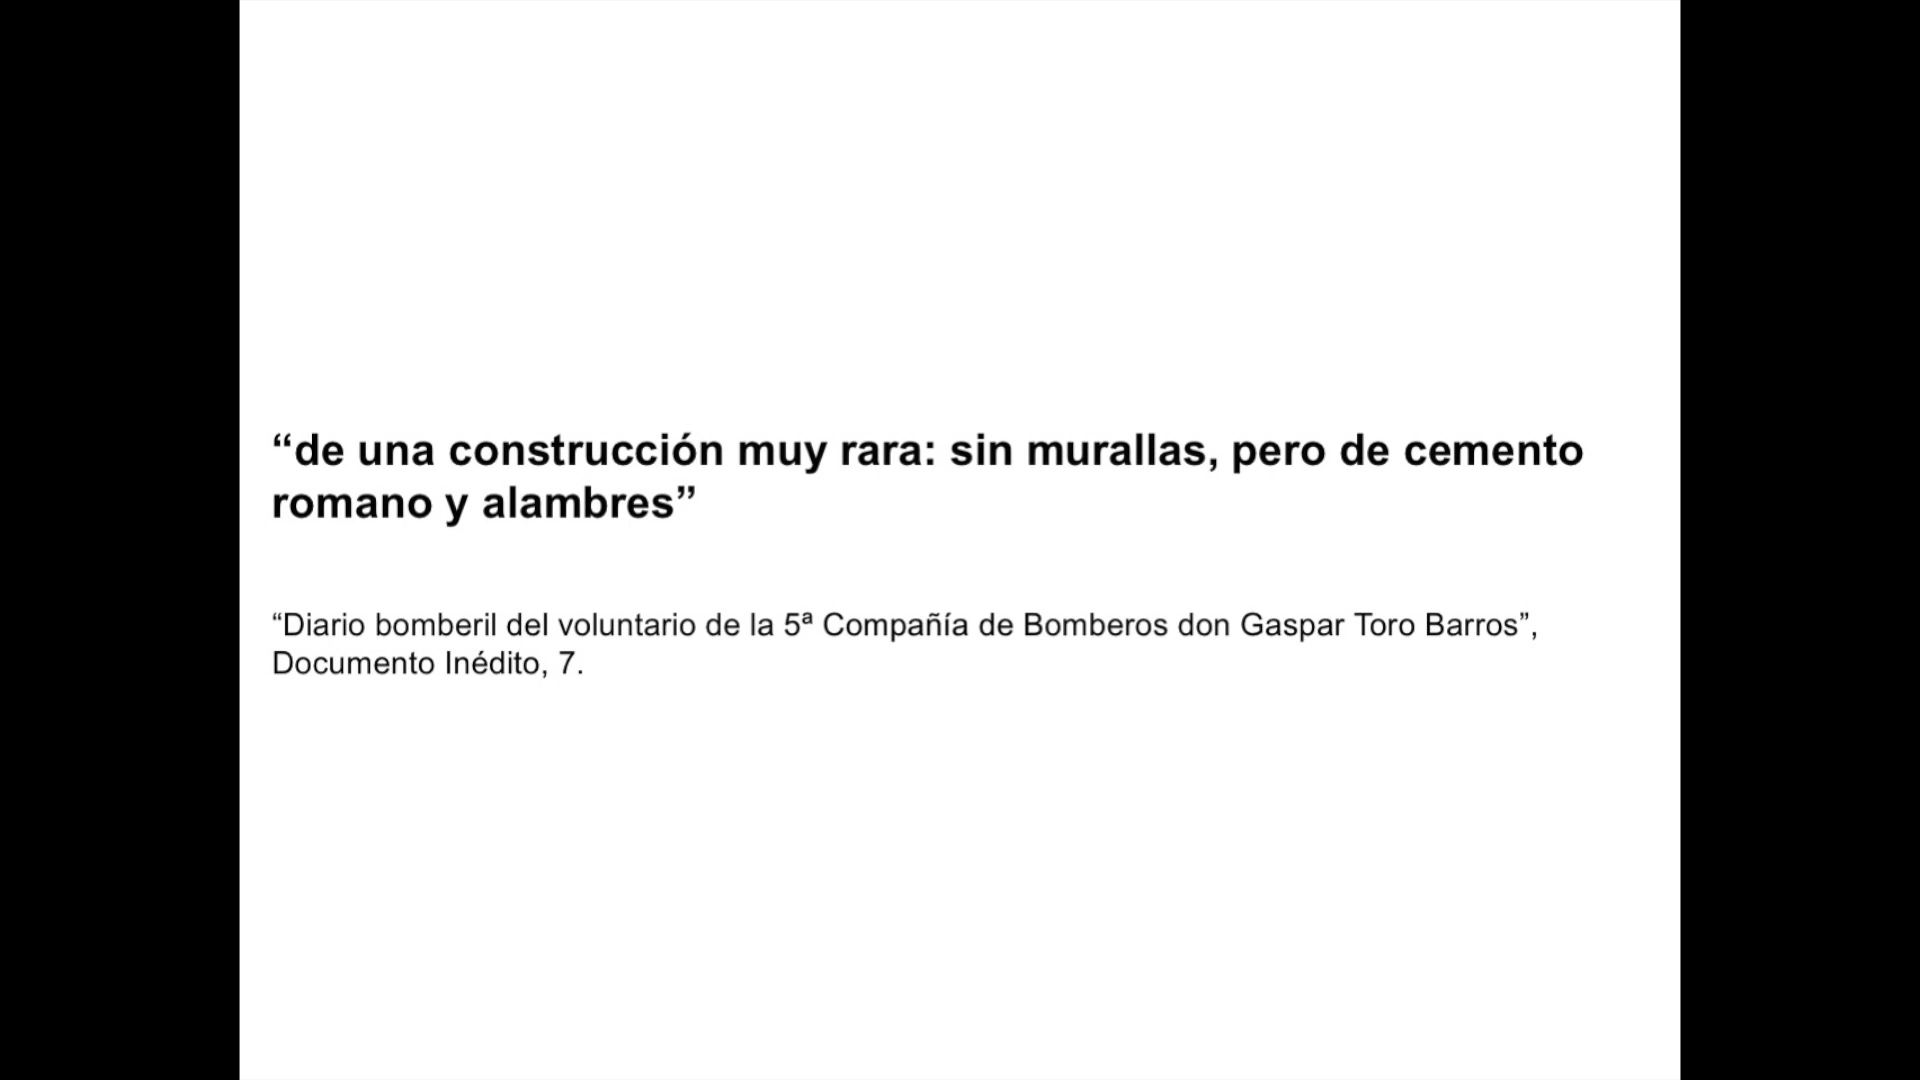 “de una construcción muy rara: sin murallas, pero de cemento
romano y alambres”
“Diario bomberil del voluntario de la 5ª Compañía de Bomberos don Gaspar Toro Barros”,
Documento Inédito, 7.